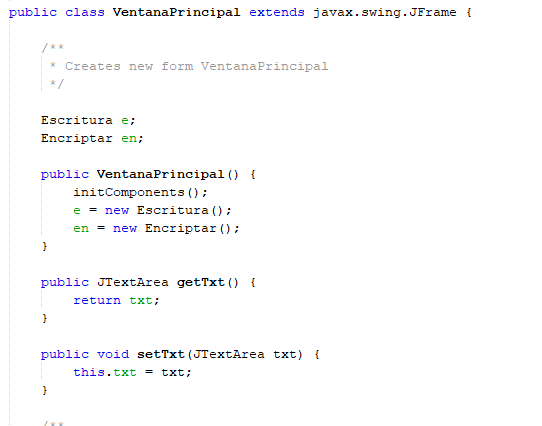 public class VentanaPrincipal extends javax.swing.JFrame {
/**
* Creates new form VentanaPrincipal
*/
Escritura e;
Encriptar en;
public VentanaPrincipal() {
initComponents();
e = new Escritura();
en = new Encriptar();
}
public JTextArea getTxt() {
return txt;
}
public void setTxt(JTextArea txt) {
this.txt = txt;
}
/**